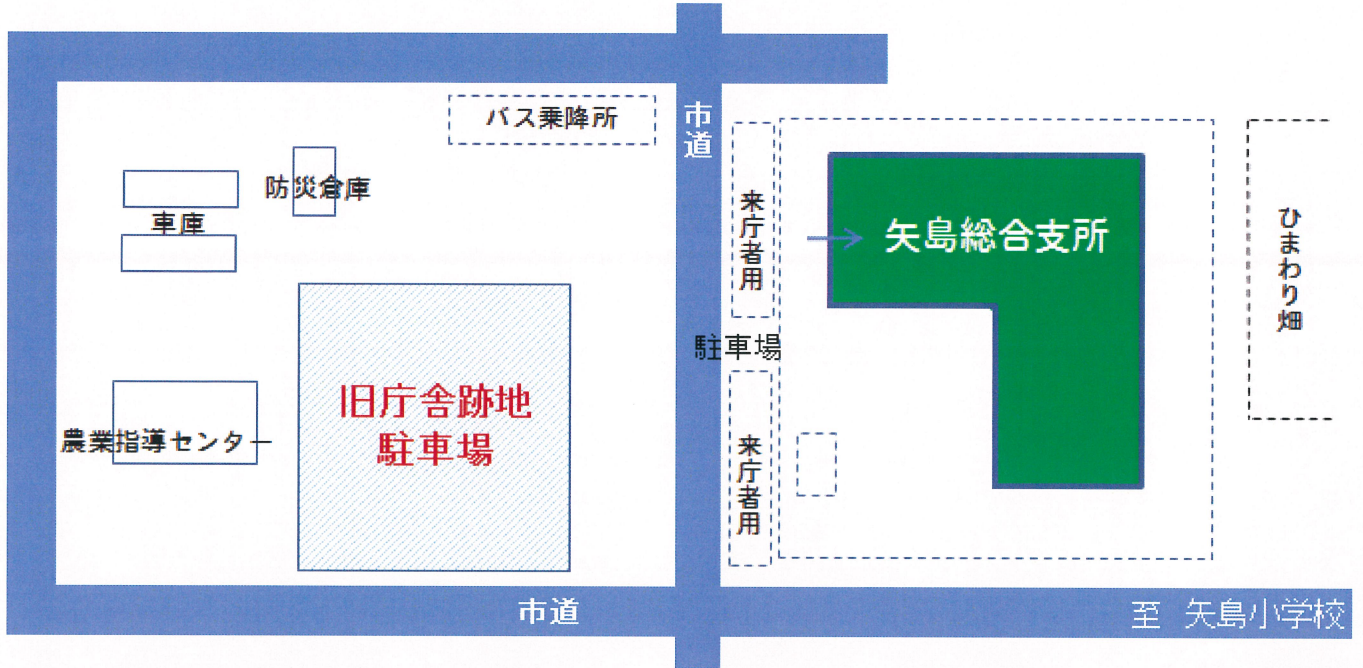 バス乗降所
市道
防災倉庫
車庫
来庁者用
矢島総合支所
ひまわり畑
駐車場
旧庁舎跡地
駐車場
農業指導センター
来庁者用
市道
至 矢島小学校